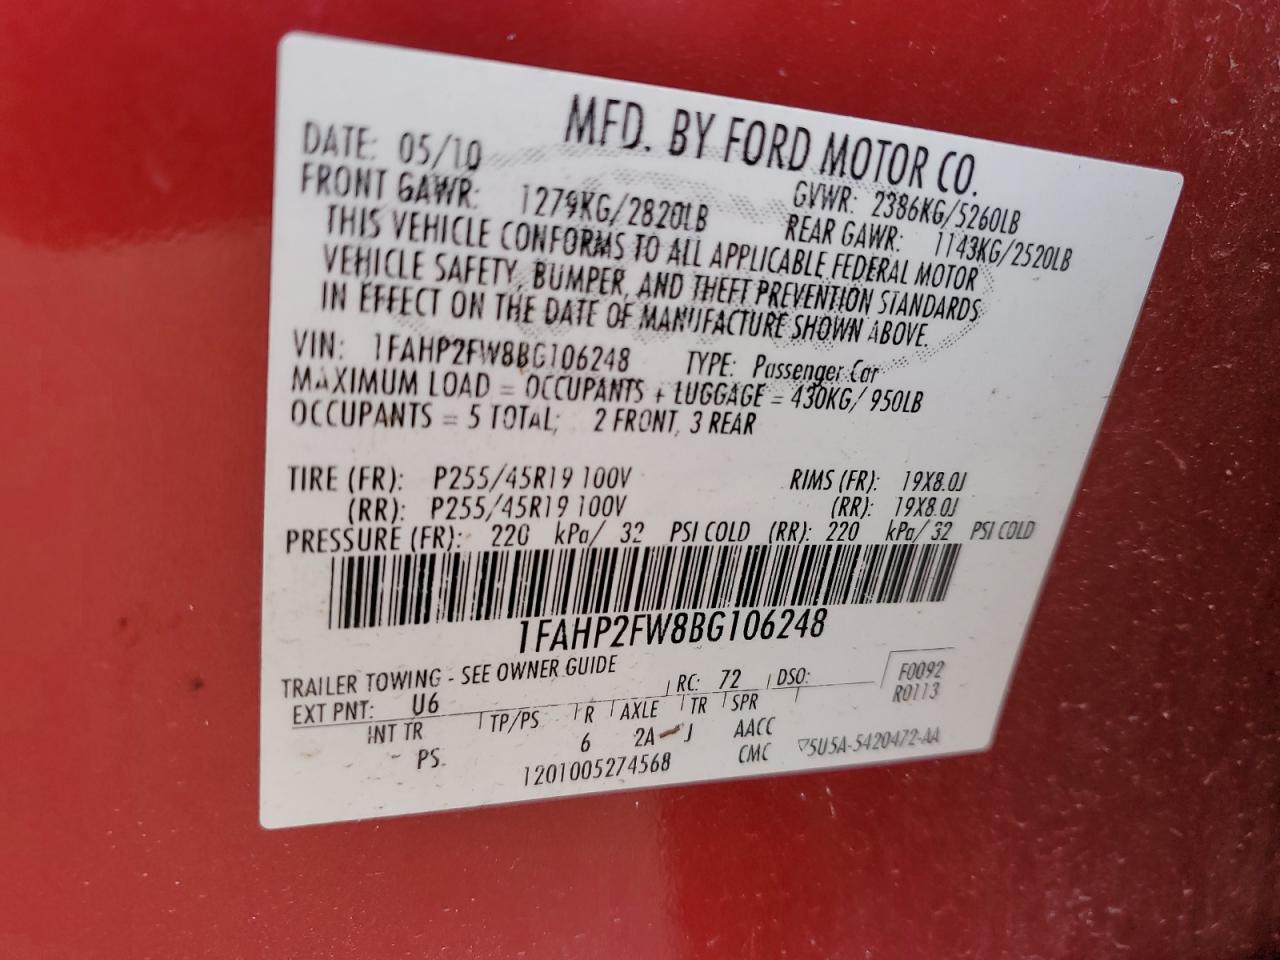 MFD. BY FORD MOTOR CO.
DATE: 05/10 GVWR: 2386KG/5260LB
FRONT GAWR: 1279KG/2820LB REAR GAWR: 1143KG/2520LB
THIS VEHICLE CONFORMS TO ALL APPLICABLE FEDERAL MOTOR
VEHICLE SAFETY, BUMPER, AND THEFT PREVENTION STANDARDS
IN EFFECT ON THE DATE OF MANUFACTURE SHOWN ABOVE.
VIN: 1FAHP2FW8BG106248 TYPE: Passenger Car
MAXIMUM LOAD = OCCUPANTS + LUGGAGE = 430KG/950LB
OCCUPANTS = 5 TOTAL; 2 FRONT, 3 REAR
TIRE (FR): P255/45R19 100V RIMS (FR): 19X8.0J
(RR): P255/45R19 100V (RR): 19X8.0J
PRESSURE (FR): 220 kPa/ 32 PSI COLD (RR): 220 kPa/ 32 PSI COLD
1FAHP2FW8BG106248
TRAILER TOWING - SEE OWNER GUIDE
EXT PNT: U6 RC: 72 DSO: F0092
R0113
INT TR TP/PS R AXLE TR SPR
PS 6 2A J AACC
1201005274568 CMC 5U5A-5420472-AA